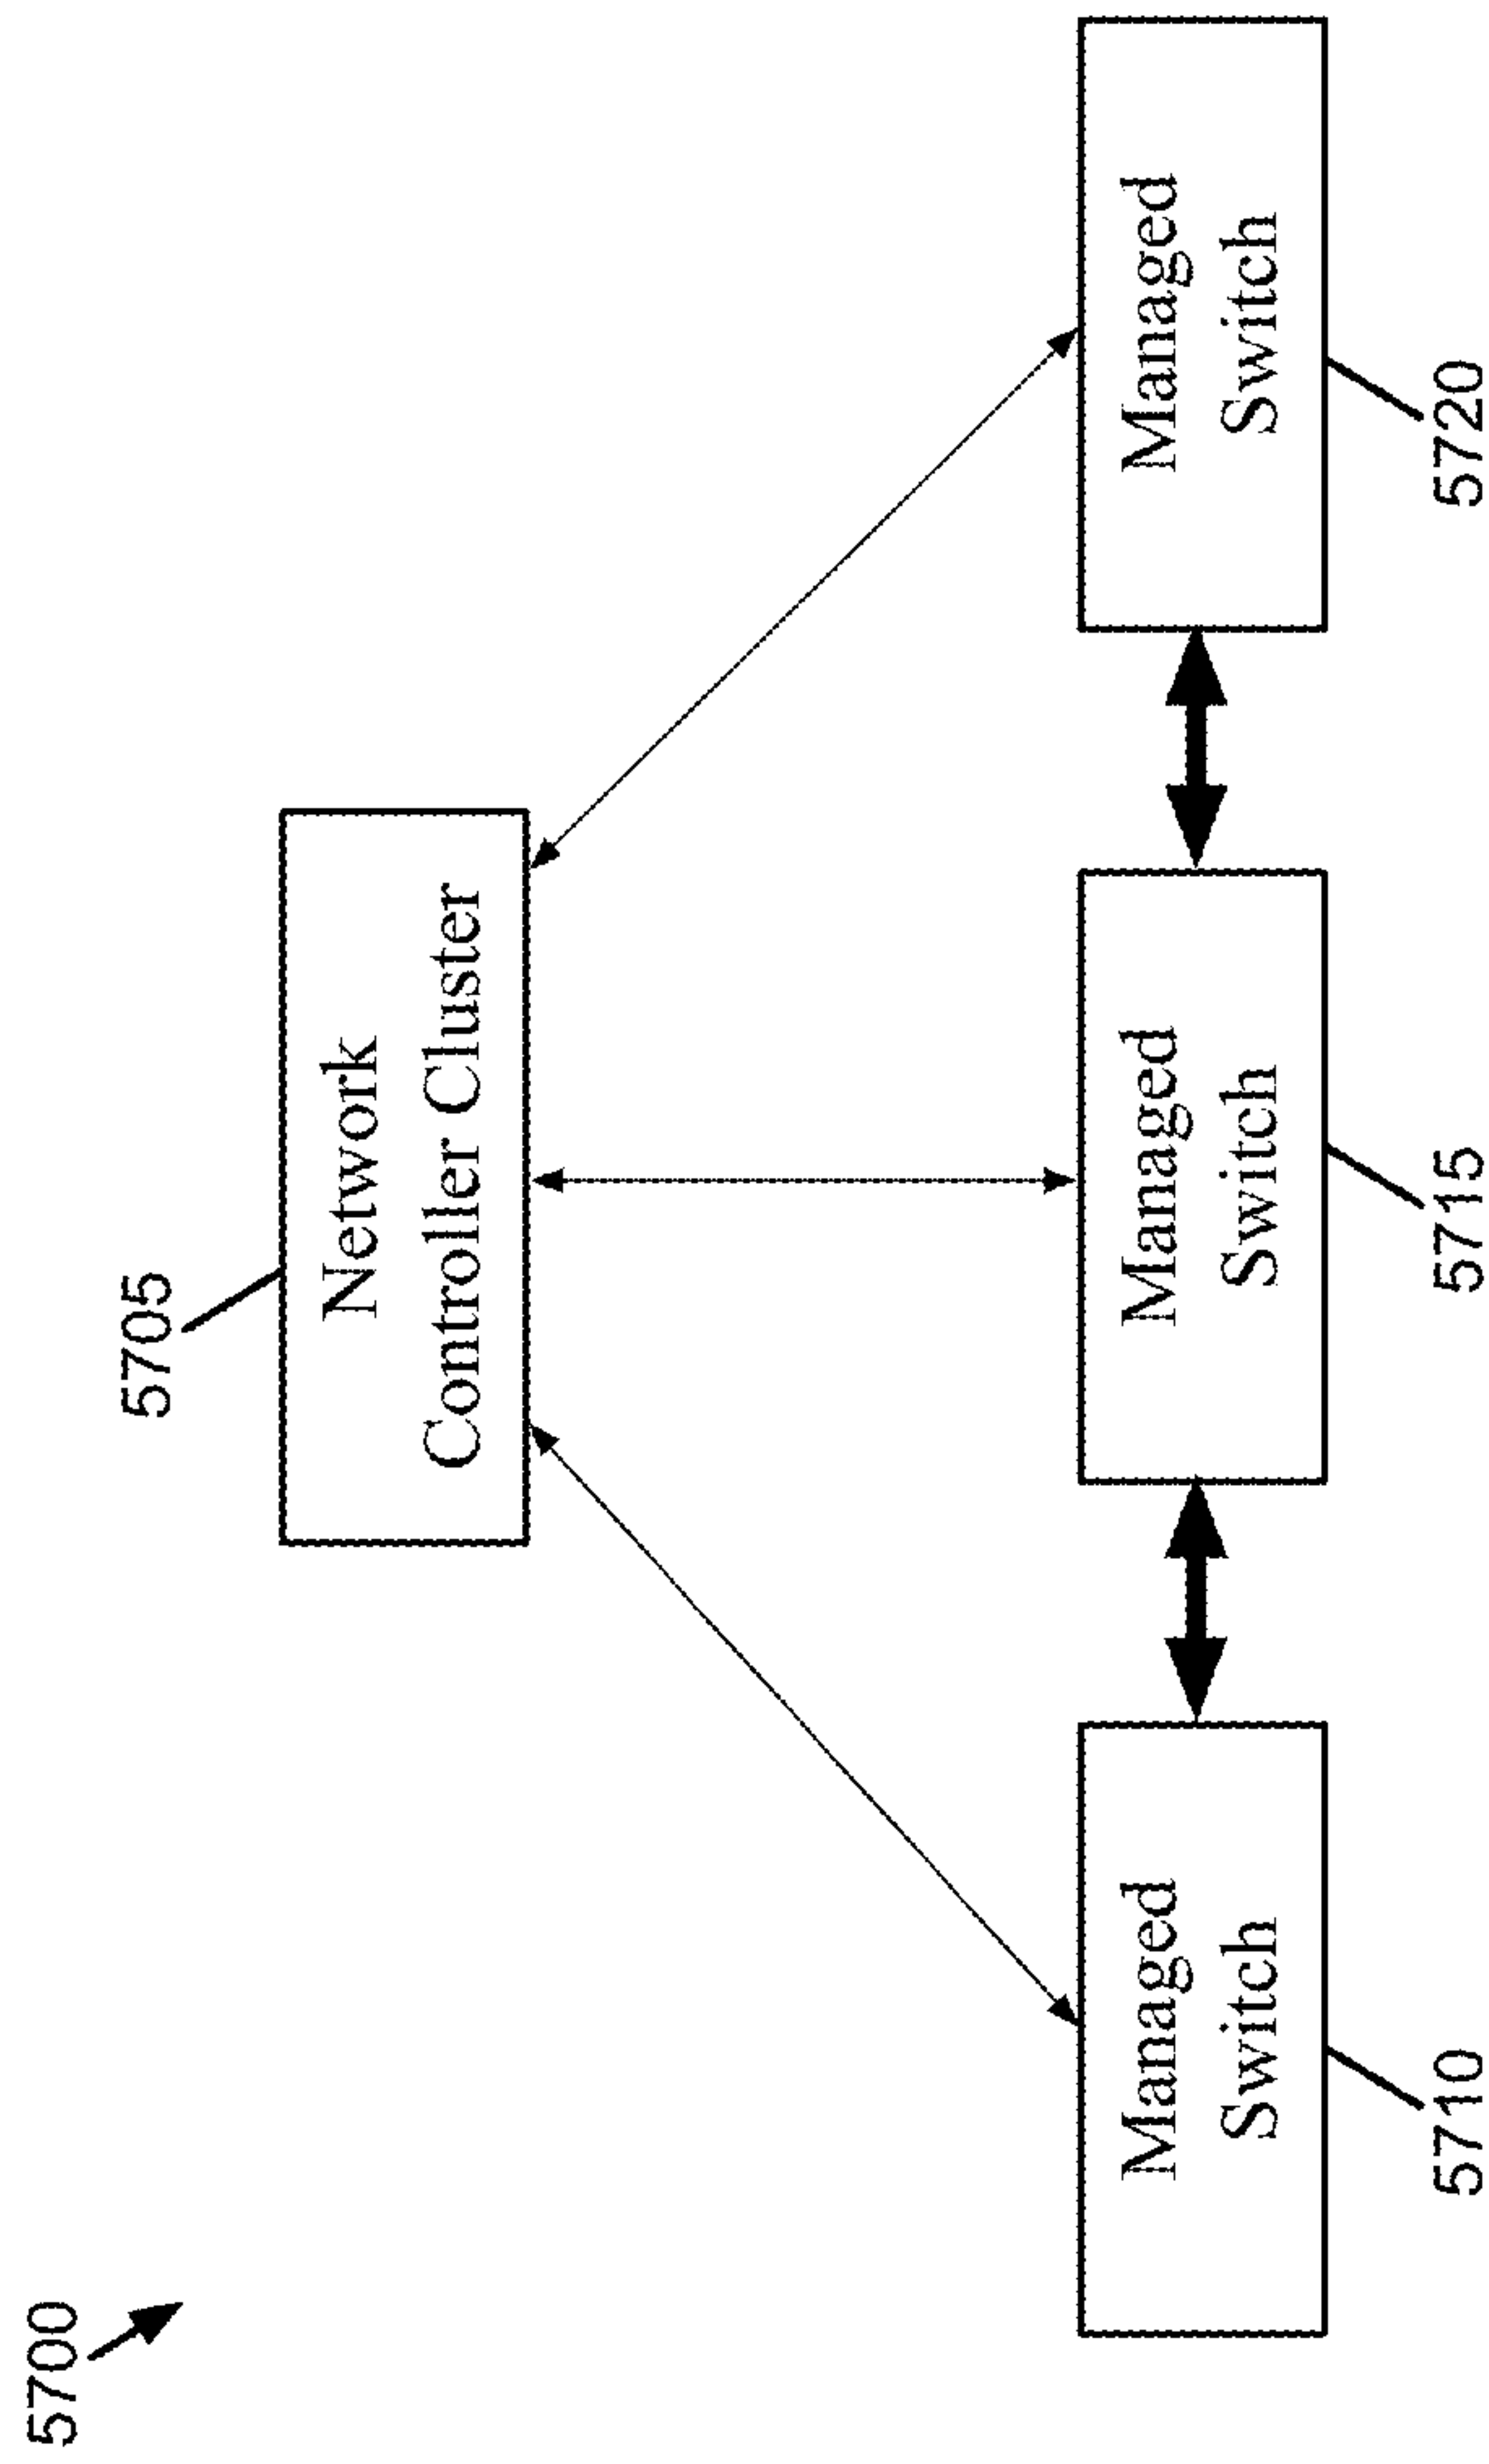 5700
5705
Network
Controller Cluster
Managed
Switch
5710
Managed
Switch
5715
Managed
Switch
5720